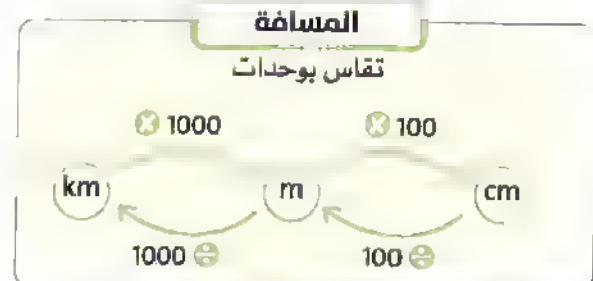 المسافة
تقاس بوحدات
× 1000 × 100
km m cm
1000 ÷ 100 ÷